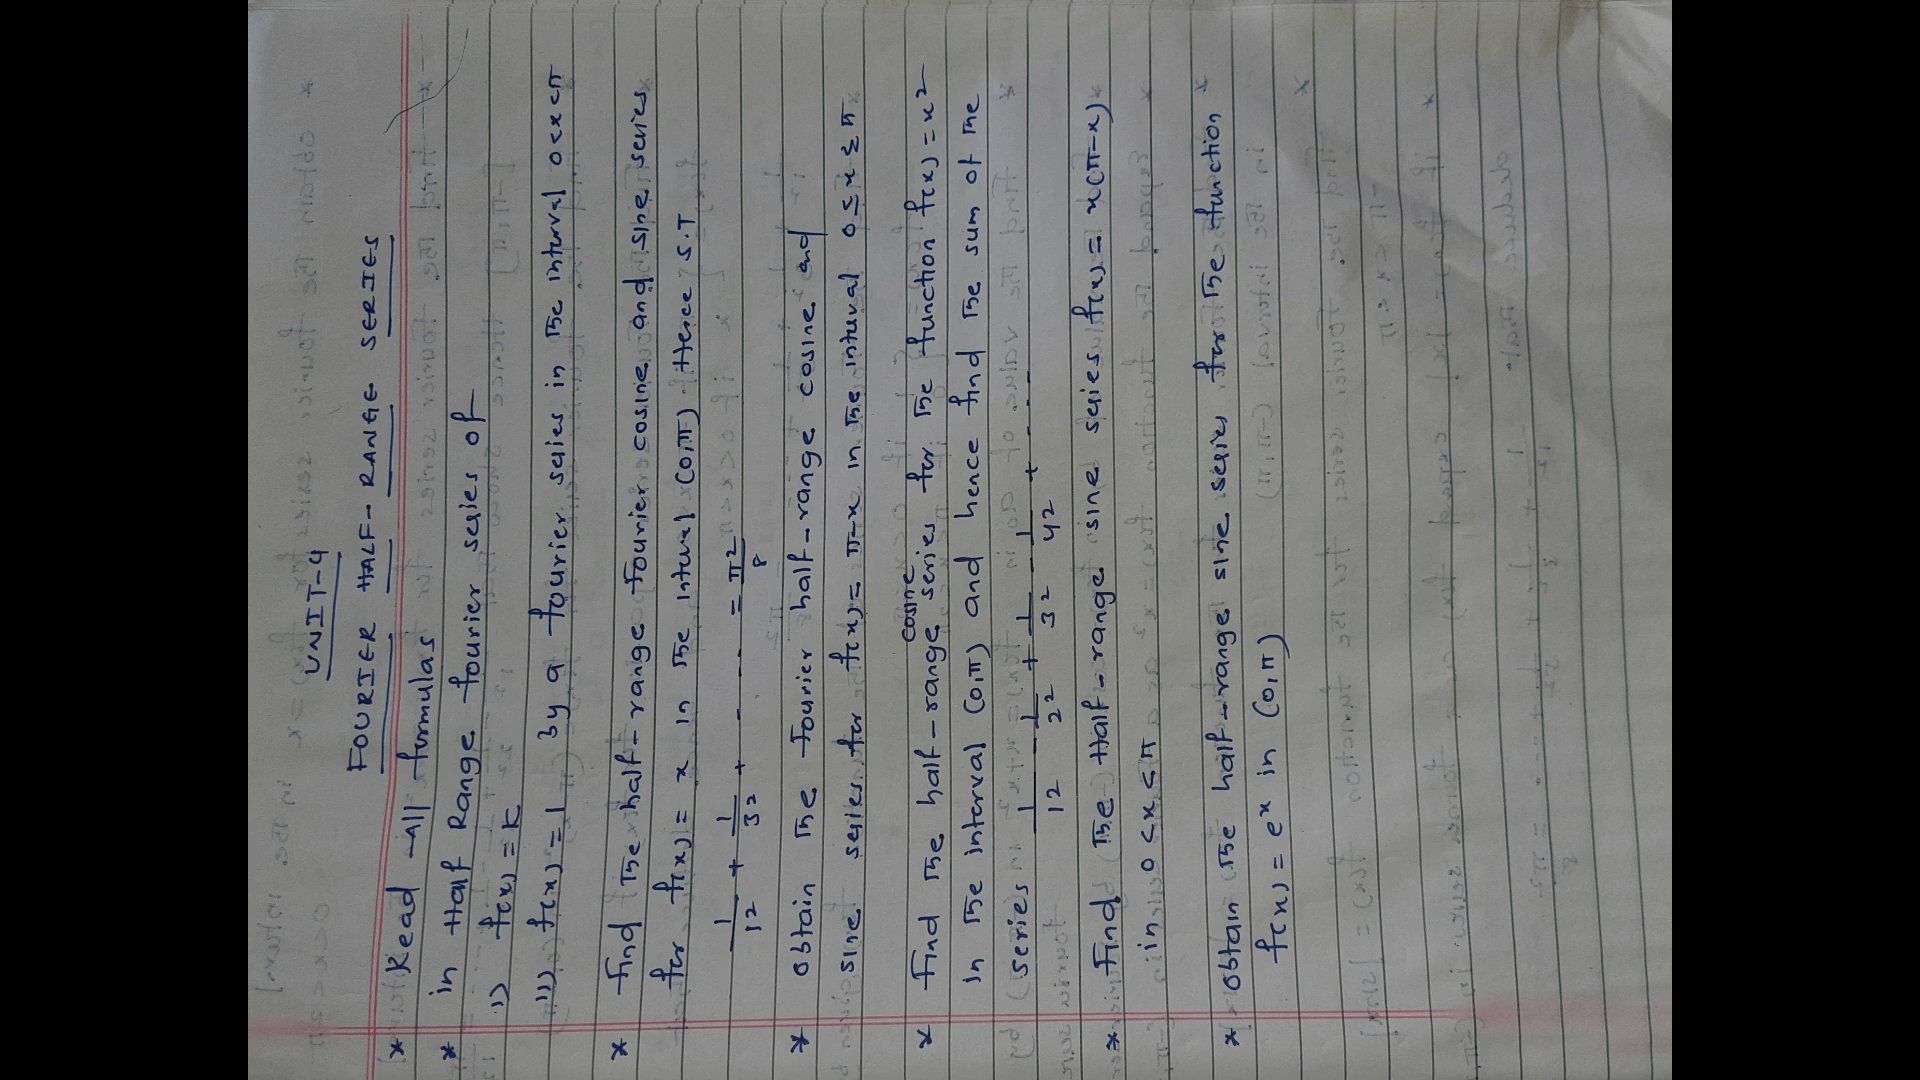 UNIT-4
FOURIER HALF-RANGE SERIES
* Read All formulas
* in Half Range fourier series of
i) f(x) = K
ii) f(x) = 1 by a fourier series in the interval 0<x<π
* Find The half-range Fourier cosine and sine series
for f(x) = x in the interval (0,π) Hence S.T
1/1² + 1/3² + - - - = π²/8
* obtain the Fourier half-range cosine and
sine series for f(x) = π-x in the interval 0≤x≤π
* Find the half-range cosine series for the function f(x) = x²
in the interval (0,π) and hence find the sum of the
series 1/1² - 1/2² + 1/3² - 1/4² + - - -
* Find The Half-range sine series f(x) = x(π-x)
in 0<x<π
* obtain the half-range sine series for the function
f(x) = eˣ in (0,π)